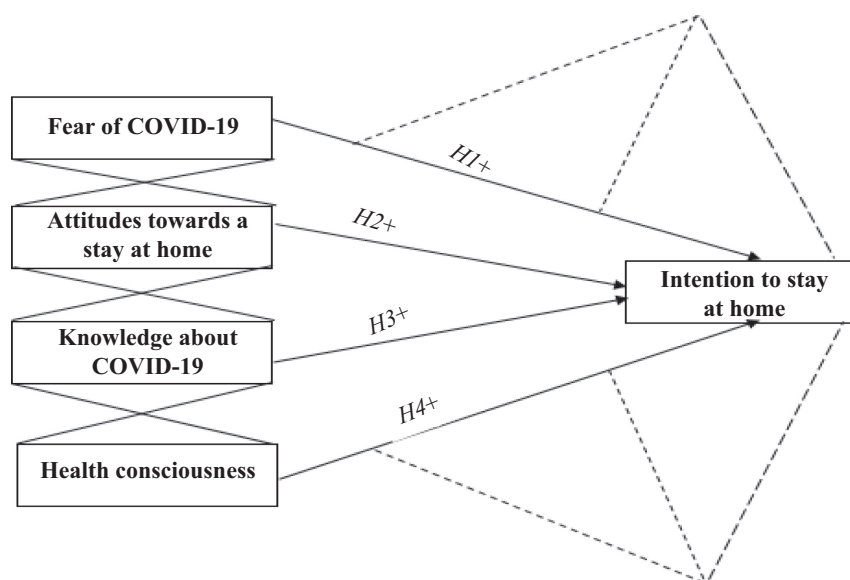 Fear of COVID-19
H1+
Attitudes towards a
stay at home
H2+
Intention to stay
at home
Knowledge about
COVID-19
H3+
H4+
Health consciousness